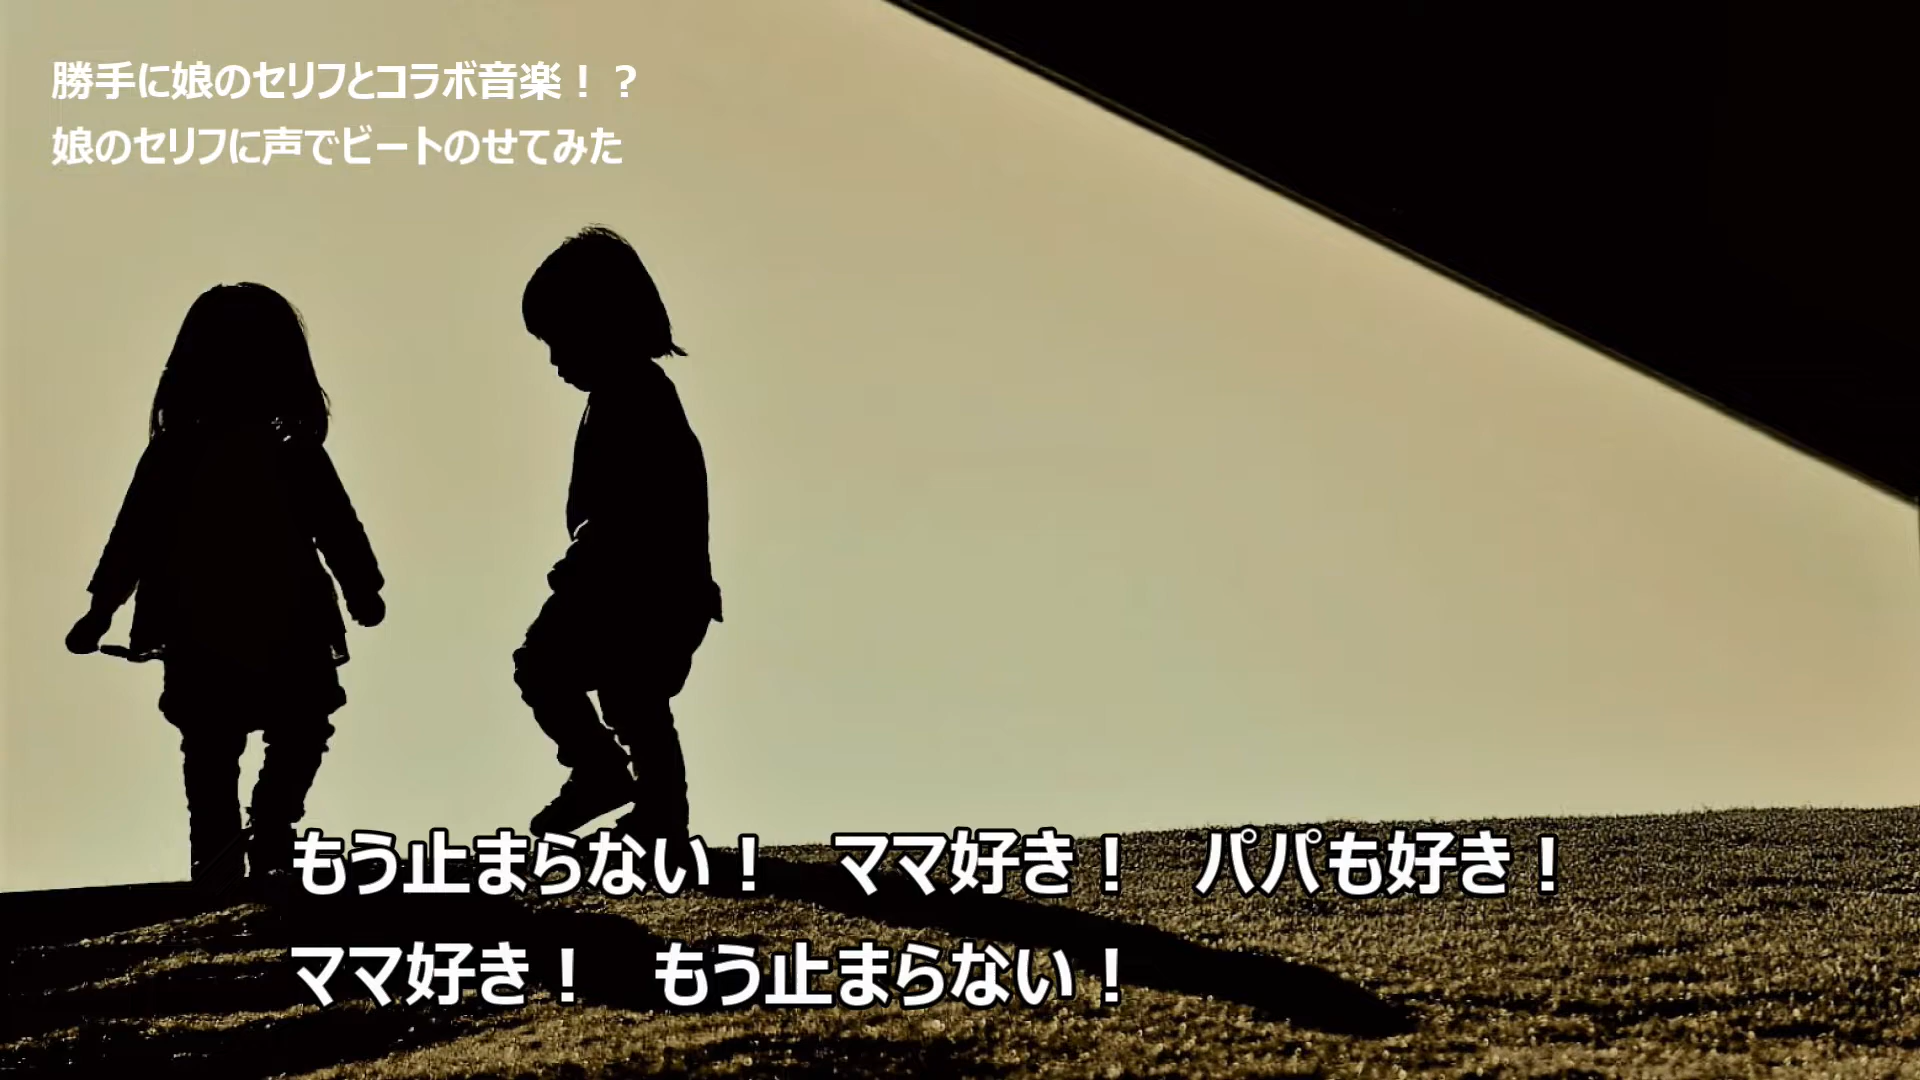 勝手に娘のセリフとコラボ音楽！？
娘のセリフに声でビートのせてみた
もう止まらない！　ママ好き！　パパも好き！
ママ好き！　もう止まらない！